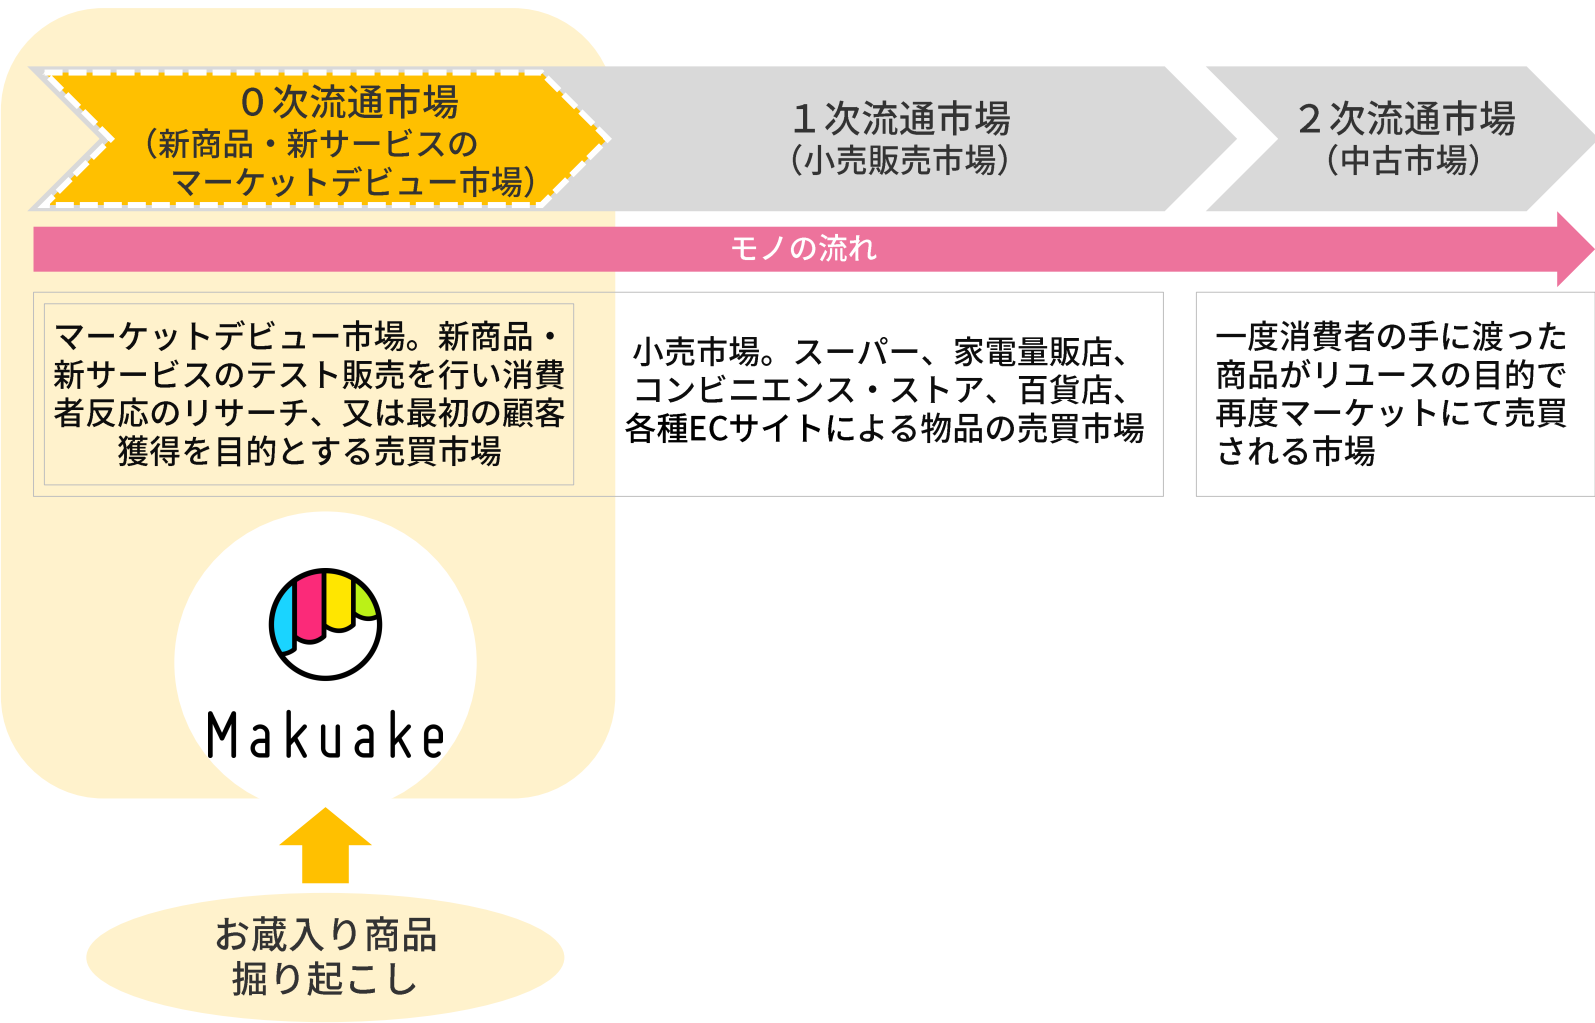 ０次流通市場
（新商品・新サービスの
マーケットデビュー市場）
１次流通市場
（小売販売市場）
２次流通市場
（中古市場）
モノの流れ
マーケットデビュー市場。新商品・
新サービスのテスト販売を行い消費
者反応のリサーチ、又は最初の顧客
獲得を目的とする売買市場
小売市場。スーパー、家電量販店、
コンビニエンス・ストア、百貨店、
各種ECサイトによる物品の売買市場
一度消費者の手に渡った
商品がリユースの目的で
再度マーケットにて売買
される市場
Makuake
お蔵入り商品
掘り起こし